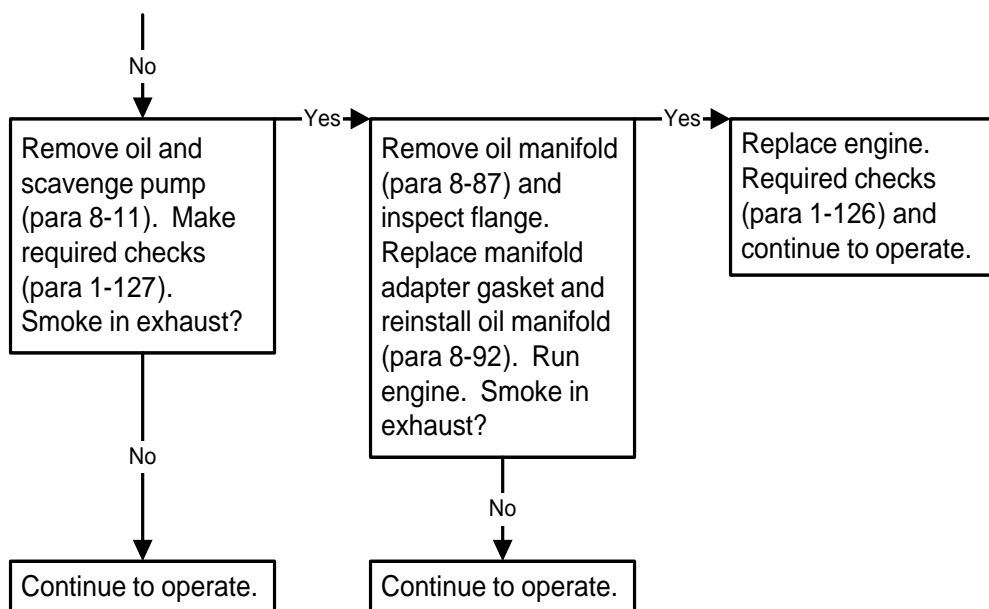 No
Remove oil and
scavenge pump
(para 8-11).  Make
required checks
(para 1-127).
Smoke in exhaust?
Yes
Remove oil manifold
(para 8-87) and
inspect flange.
Replace manifold
adapter gasket and
reinstall oil manifold
(para 8-92).  Run
engine.  Smoke in
exhaust?
Yes
Replace engine.
Required checks
(para 1-126) and
continue to operate.
No
Continue to operate.
No
Continue to operate.